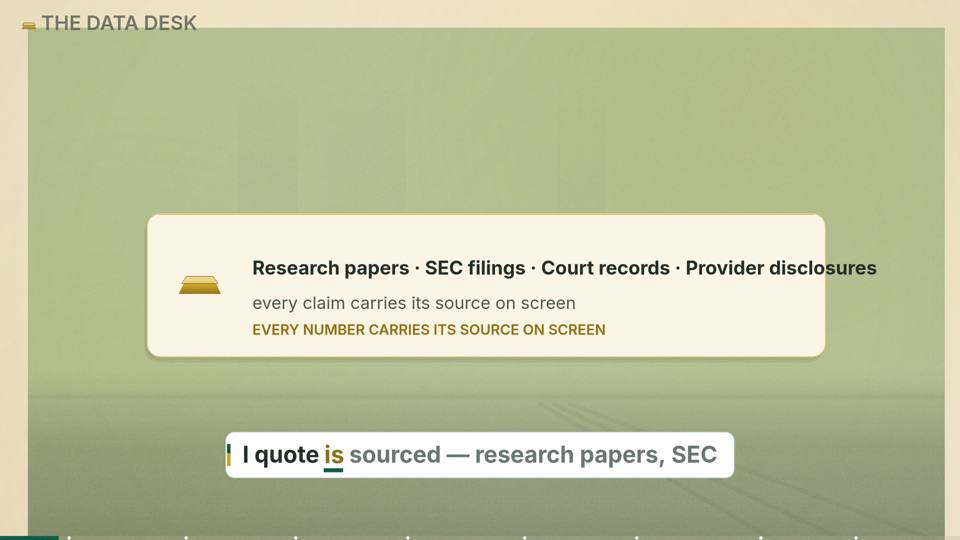 THE DATA DESK
Research papers · SEC filings · Court records · Provider disclosures
every claim carries its source on screen
EVERY NUMBER CARRIES ITS SOURCE ON SCREEN
I quote is sourced — research papers, SEC